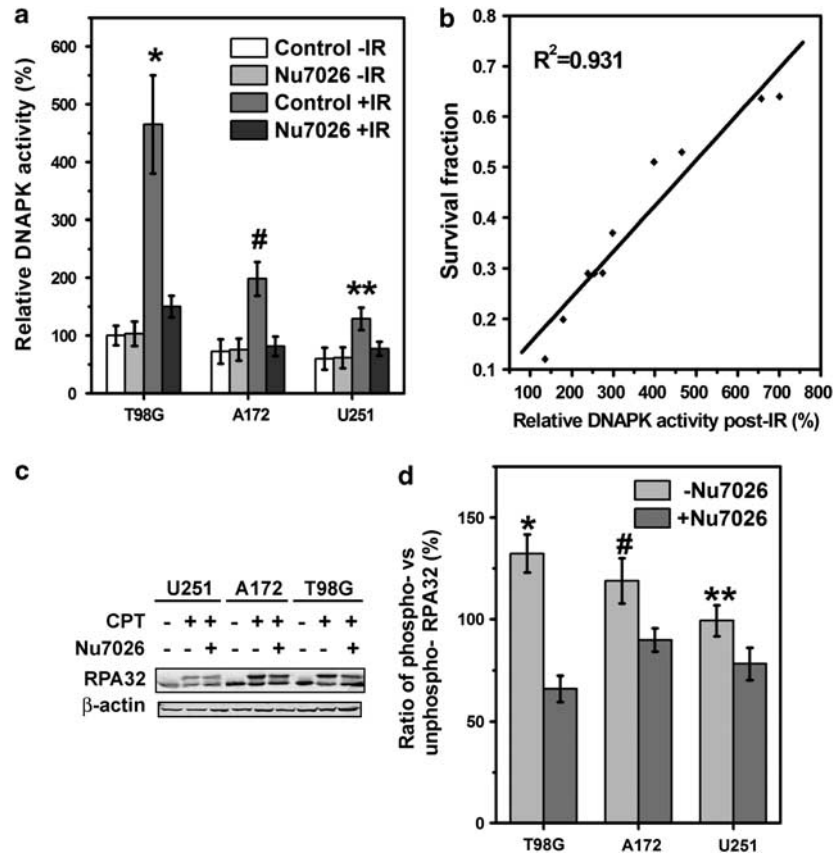 a
Relative DNAPK activity (%)
600
500
400
300
200
100
0
Control -IR
Nu7026 -IR
Control +IR
Nu7026 +IR
*
#
**
T98G A172 U251
b
Survival fraction
0.8
0.7
0.6
0.5
0.4
0.3
0.2
0.1
R²=0.931
100 200 300 400 500 600 700 800
Relative DNAPK activity post-IR (%)
c
U251 A172 T98G
CPT - + + - + + - + +
Nu7026 + + +
RPA32
β-actin
d
Ratio of phospho- vs
unphospho- RPA32 (%)
150
100
50
0
-Nu7026
+Nu7026
*
#
**
T98G A172 U251